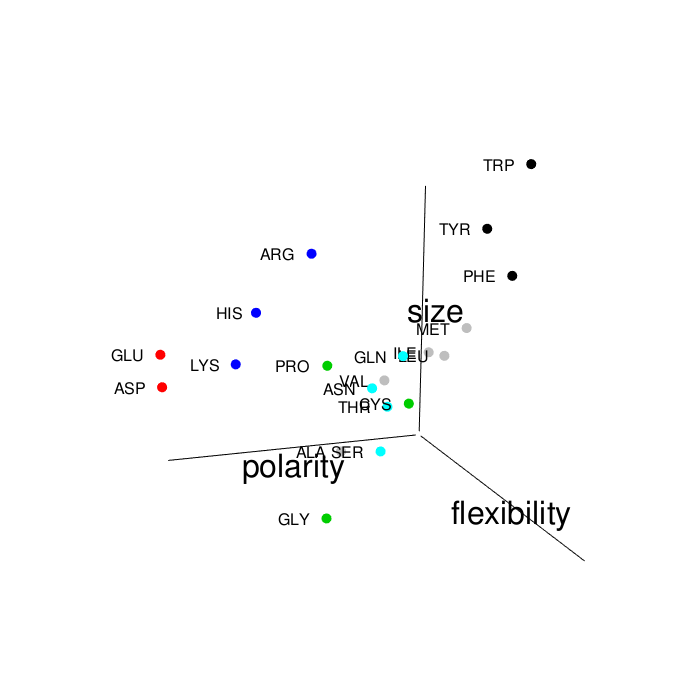 TRP
TYR
ARG
PHE
HIS
size
MET
GLU
GLN
ILE
LEU
LYS
PRO
VAL
ASP
ASN
THR
CYS
ALA
SER
polarity
flexibility
GLY